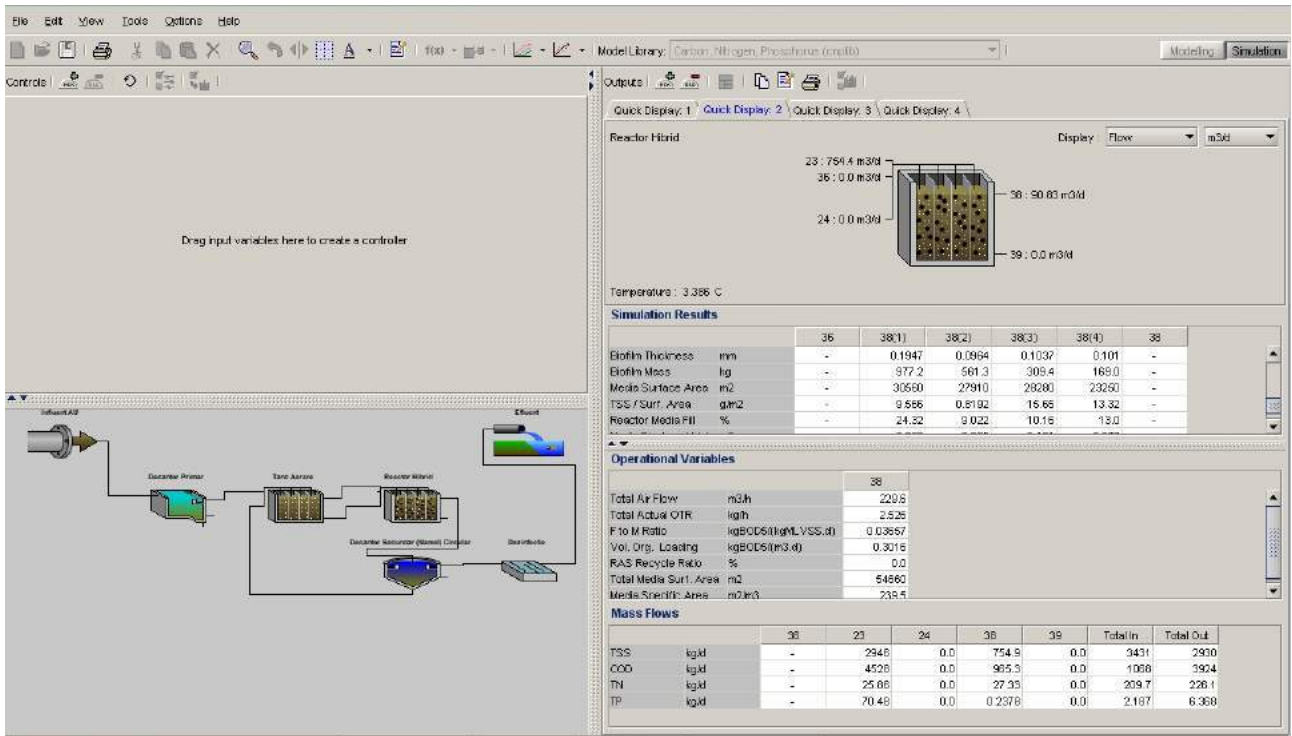 File Edit View Tools Options Help
Model Library: Carbon, Nitrogen, Phosphorus (cnplib) Modeling Simulation
Controls
Drag input variables here to create a controller
Effluent
Decantor Primar Tanc Aerare Reactor Hibrid
Decantor Secundar (Namol) Circular
Outputs
Quick Display: 1 Quick Display: 2 Quick Display: 3 Quick Display: 4
Reactor Hibrid Display: Flow m3/d
23 : 754.4 m3/d
36 : 0.0 m3/d
38 : 90.83 m3/d
24 : 0.0 m3/d
39 : 0.0 m3/d
Temperature : 3.386 C
Simulation Results
36 38(1) 38(2) 38(3) 38(4) 38
Biofilm Thickness mm - 0.1947 0.0964 0.1037 0.101 -
Biofilm Mass kg - 977.2 561.3 309.4 169.0 -
Media Surface Area m2 - 30560 27910 28280 23250 -
TSS / Surf. Area g/m2 - 9.566 0.8192 15.65 13.32 -
Reactor Media Fill % - 24.32 9.022 10.16 13.0 -
Operational Variables
38
Total Air Flow m3/h 229.6
Total Actual OTR kg/h 2.526
F to M Ratio kgBOD5/(kgMLVSS.d) 0.03657
Vol. Org. Loading kgBOD5/(m3.d) 0.3016
RAS Recycle Ratio % 0.0
Total Media Surf. Area m2 54660
Media Specific Area m2/m3 239.5
Mass Flows
36 23 24 38 39 Total In Total Out
TSS kg/d - 2946 0.0 754.9 0.0 3431 2930
COD kg/d - 4528 0.0 965.3 0.0 1068 3924
TN kg/d - 25.88 0.0 27.33 0.0 209.7 226.1
TP kg/d - 70.48 0.0 0.2378 0.0 2.187 6.368